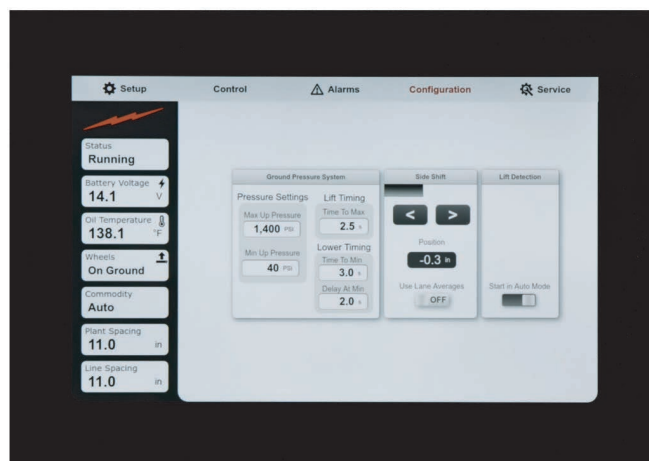 Setup
Control
Alarms
Configuration
Service
Status
Running
Battery Voltage
14.1 V
Oil Temperature
138.1 °F
Wheels
On Ground
Commodity
Auto
Plant Spacing
11.0 in
Line Spacing
11.0 in
Ground Pressure System
Pressure Settings
Max Up Pressure
1,400 PSI
Min Up Pressure
40 PSI
Lift Timing
Time To Max
2.5 s
Lower Timing
Time To Min
3.0 s
Delay At Min
2.0 s
Side Shift
< >
Position
-0.3 in
Use Lane Averages
OFF
Lift Detection
Start in Auto Mode